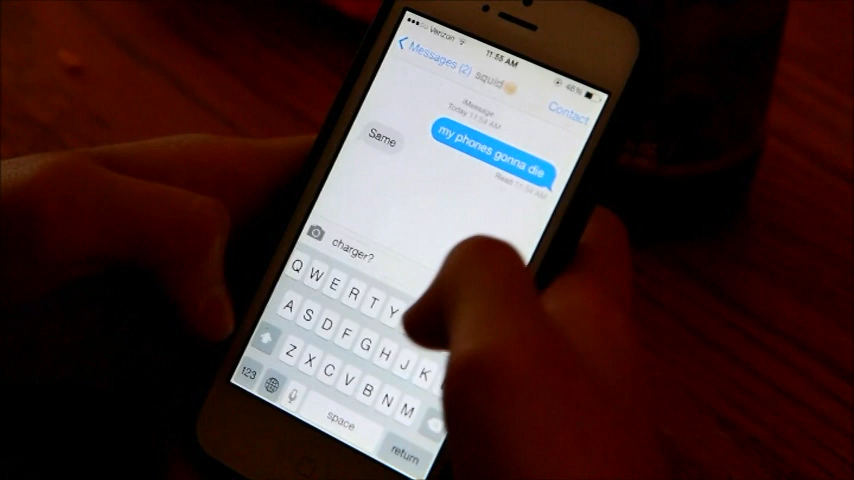 Verizon
11:55 AM
46%
Messages (2)
squid
Contact
iMessage
Today 11:54 AM
my phones gonna die
Read 11:54 AM
Same
charger?
Q W E R T Y
A S D F G H J K
Z X C V B N M
123
space
return